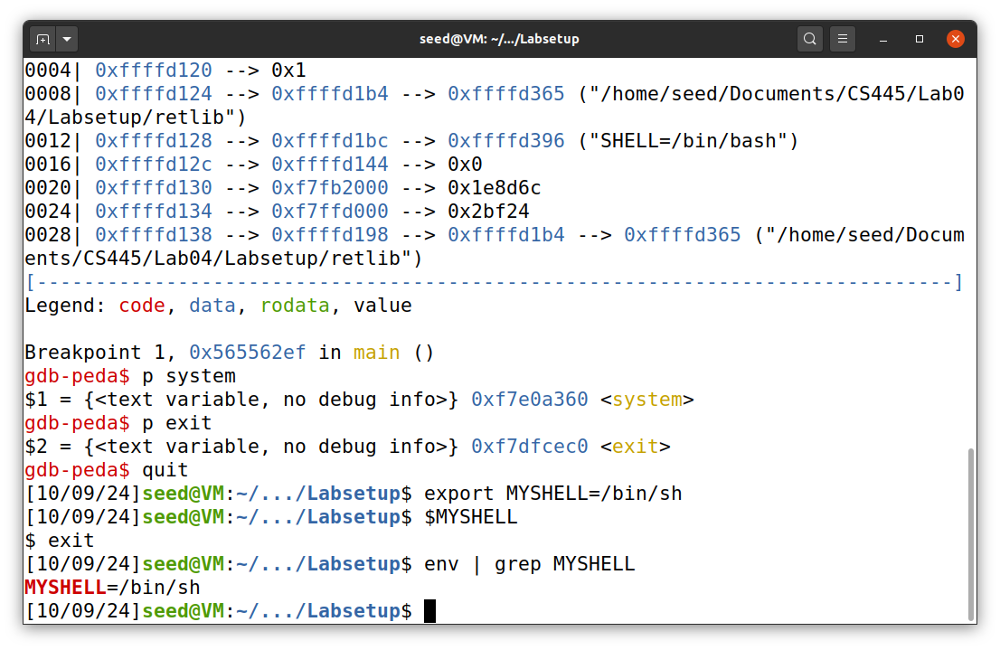 seed@VM: ~/.../Labsetup
0004| 0xffffd120 --> 0x1
0008| 0xffffd124 --> 0xffffd1b4 --> 0xffffd365 ("/home/seed/Documents/CS445/Lab0
4/Labsetup/retlib")
0012| 0xffffd128 --> 0xffffd1bc --> 0xffffd396 ("SHELL=/bin/bash")
0016| 0xffffd12c --> 0xffffd144 --> 0x0
0020| 0xffffd130 --> 0xf7fb2000 --> 0x1e8d6c
0024| 0xffffd134 --> 0xf7ffd000 --> 0x2bf24
0028| 0xffffd138 --> 0xffffd198 --> 0xffffd1b4 --> 0xffffd365 ("/home/seed/Docum
ents/CS445/Lab04/Labsetup/retlib")
[------------------------------------------------------------------------------]
Legend: code, data, rodata, value
Breakpoint 1, 0x565562ef in main ()
gdb-peda$ p system
$1 = {<text variable, no debug info>} 0xf7e0a360 <system>
gdb-peda$ p exit
$2 = {<text variable, no debug info>} 0xf7dfcec0 <exit>
gdb-peda$ quit
[10/09/24]seed@VM:~/.../Labsetup$ export MYSHELL=/bin/sh
[10/09/24]seed@VM:~/.../Labsetup$ $MYSHELL
$ exit
[10/09/24]seed@VM:~/.../Labsetup$ env | grep MYSHELL
MYSHELL=/bin/sh
[10/09/24]seed@VM:~/.../Labsetup$